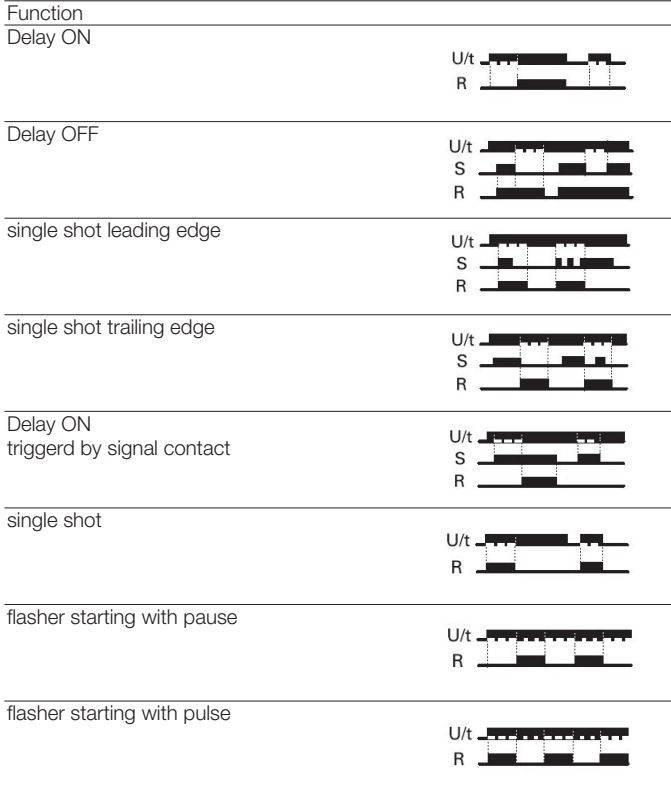 Function
Delay ON
U/t
R
Delay OFF
U/t
S
R
single shot leading edge
U/t
S
R
single shot trailing edge
U/t
S
R
Delay ON
triggerd by signal contact
U/t
S
R
single shot
U/t
R
flasher starting with pause
U/t
R
flasher starting with pulse
U/t
R